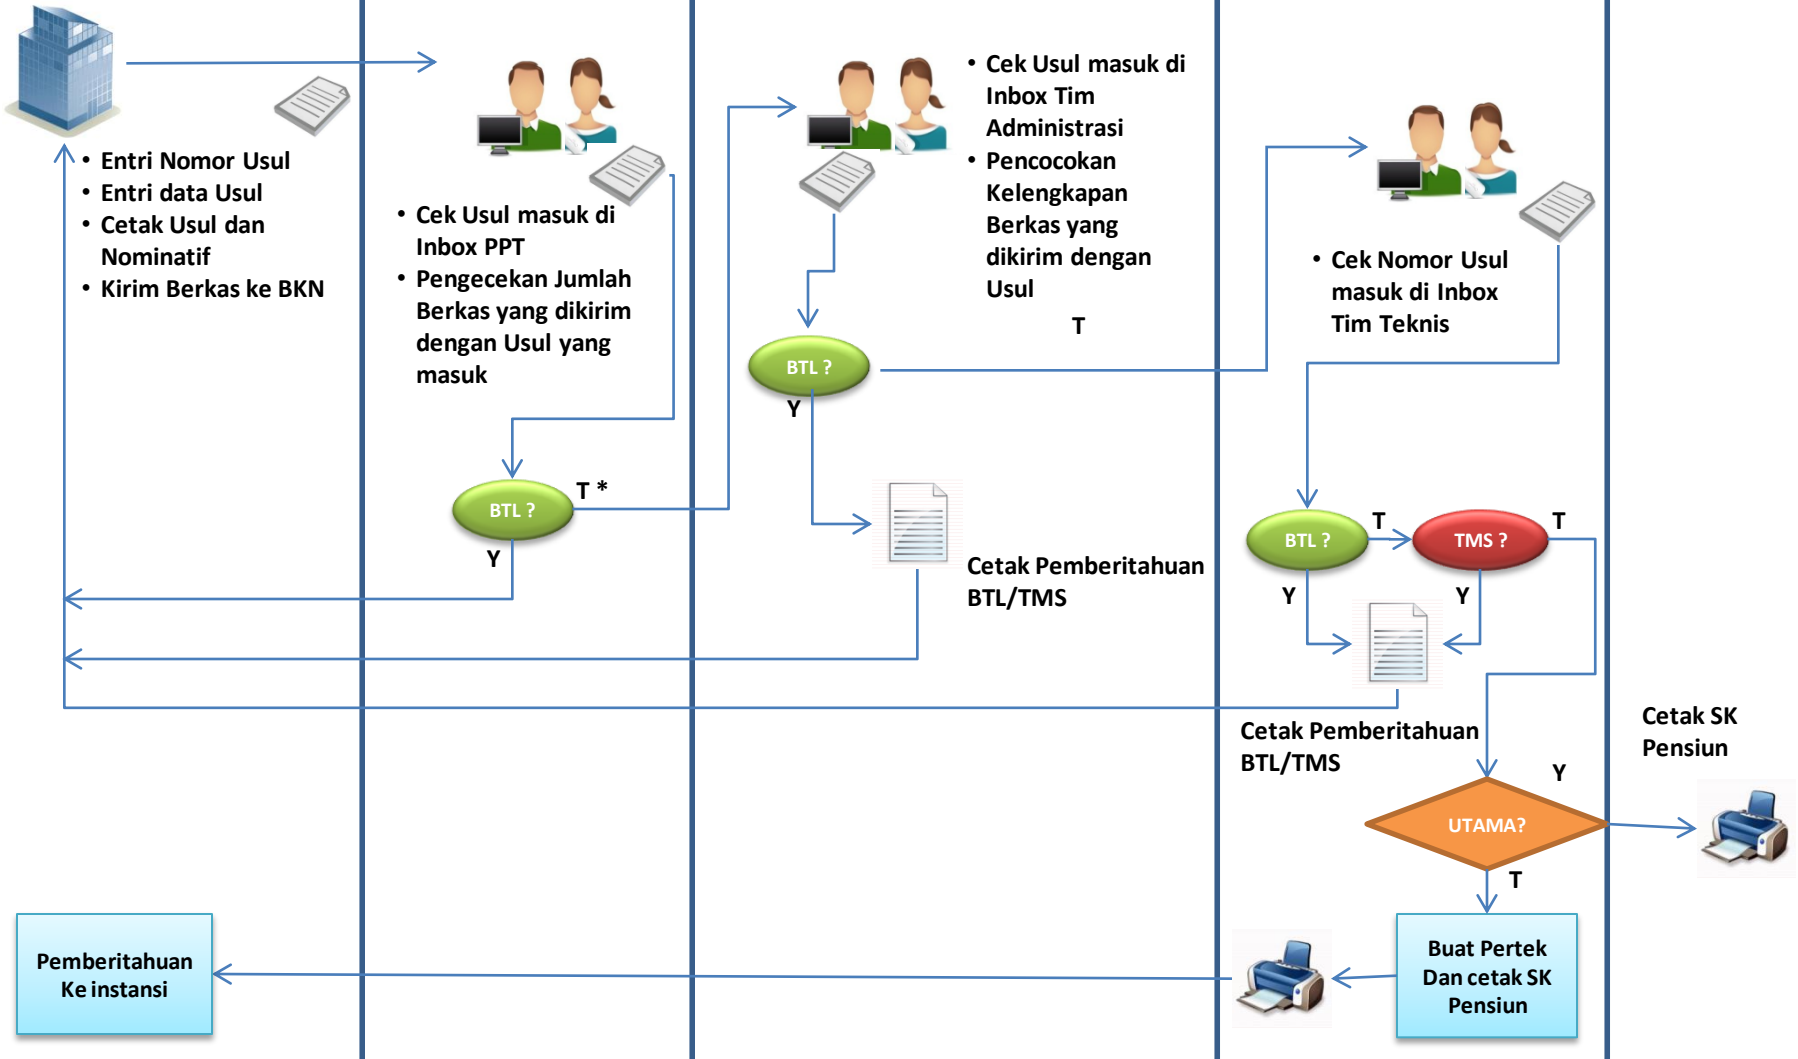 • Entri Nomor Usul
• Entri data Usul
• Cetak Usul dan
Nominatif
• Kirim Berkas ke BKN
• Cek Usul masuk di
Inbox PPT
• Pengecekan Jumlah
Berkas yang dikirim
dengan Usul yang
masuk
BTL ?
T *
Y
• Cek Usul masuk di
Inbox Tim
Administrasi
• Pencocokan
Kelengkapan
Berkas yang
dikirim dengan
Usul
T
BTL ?
Y
Cetak Pemberitahuan
BTL/TMS
• Cek Nomor Usul
masuk di Inbox
Tim Teknis
BTL ?
T
TMS ?
T
Y
Y
Cetak Pemberitahuan
BTL/TMS
Y
UTAMA?
T
Cetak SK
Pensiun
Buat Pertek
Dan cetak SK
Pensiun
Pemberitahuan
Ke instansi